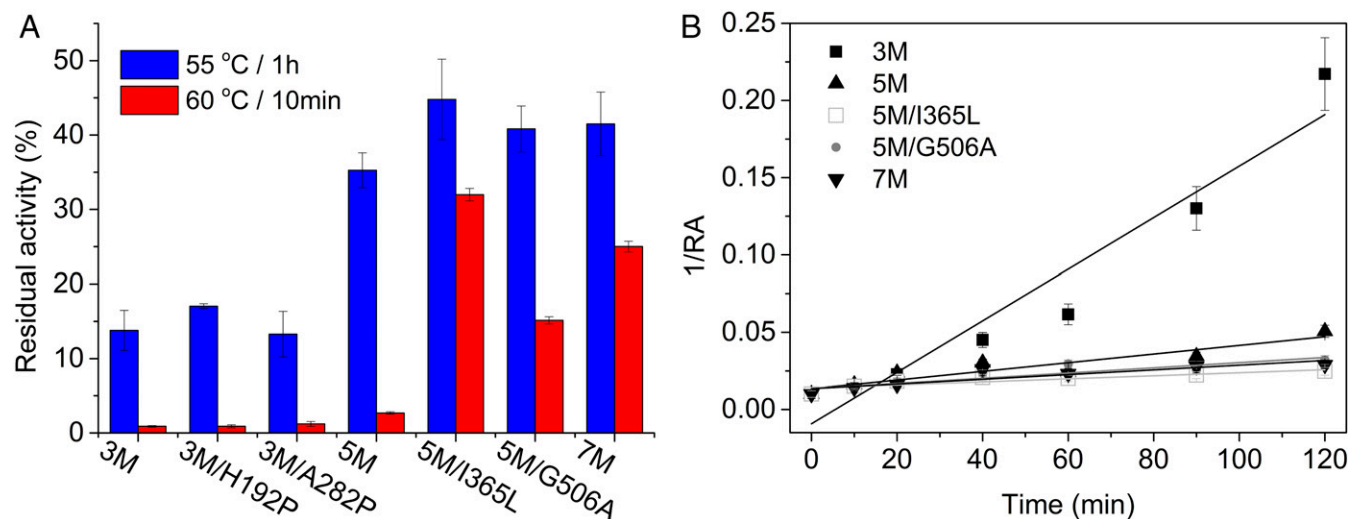 A
55 °C / 1h
60 °C / 10min
Residual activity (%)
50
40
30
20
10
0
3M
3M/H192P
3M/A282P
5M
5M/I365L
5M/G506A
7M
B
3M
5M
5M/I365L
5M/G506A
7M
1/RA
0.25
0.20
0.15
0.10
0.05
0.00
0
20
40
60
80
100
120
Time (min)